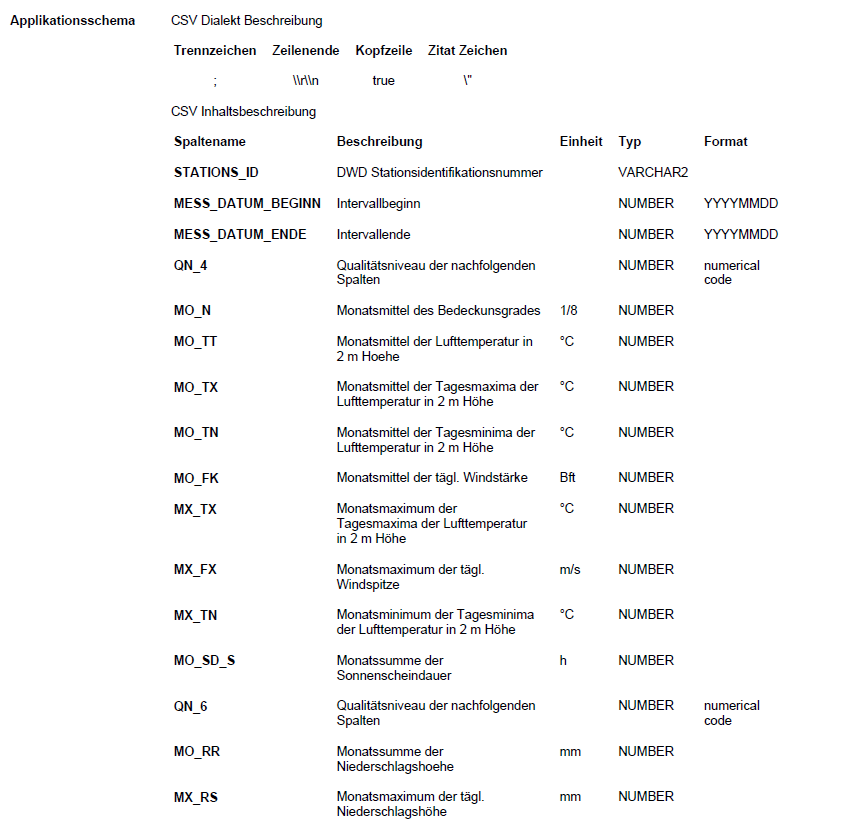 Applikationsschema CSV Dialekt Beschreibung
Trennzeichen Zeilenende Kopfzeile Zitat Zeichen
; \\r\\n true \"
CSV Inhaltsbeschreibung
Spaltename Beschreibung Einheit Typ Format
STATIONS_ID DWD Stationsidentifikationsnummer VARCHAR2
MESS_DATUM_BEGINN Intervallbeginn NUMBER YYYYMMDD
MESS_DATUM_ENDE Intervallende NUMBER YYYYMMDD
QN_4 Qualitätsniveau der nachfolgenden NUMBER numerical
Spalten code
MO_N Monatsmittel des Bedeckunsgrades 1/8 NUMBER
MO_TT Monatsmittel der Lufttemperatur in °C NUMBER
2 m Hoehe
MO_TX Monatsmittel der Tagesmaxima der °C NUMBER
Lufttemperatur in 2 m Höhe
MO_TN Monatsmittel der Tagesminima der °C NUMBER
Lufttemperatur in 2 m Höhe
MO_FK Monatsmittel der tägl. Windstärke Bft NUMBER
MX_TX Monatsmaximum der °C NUMBER
Tagesmaxima der Lufttemperatur
in 2 m Höhe
MX_FX Monatsmaximum der tägl. m/s NUMBER
Windspitze
MX_TN Monatsminimum der Tagesminima °C NUMBER
der Lufttemperatur in 2 m Höhe
MO_SD_S Monatssumme der h NUMBER
Sonnenscheindauer
QN_6 Qualitätsniveau der nachfolgenden NUMBER numerical
Spalten code
MO_RR Monatssumme der mm NUMBER
Niederschlagshoehe
MX_RS Monatsmaximum der tägl. mm NUMBER
Niederschlagshöhe